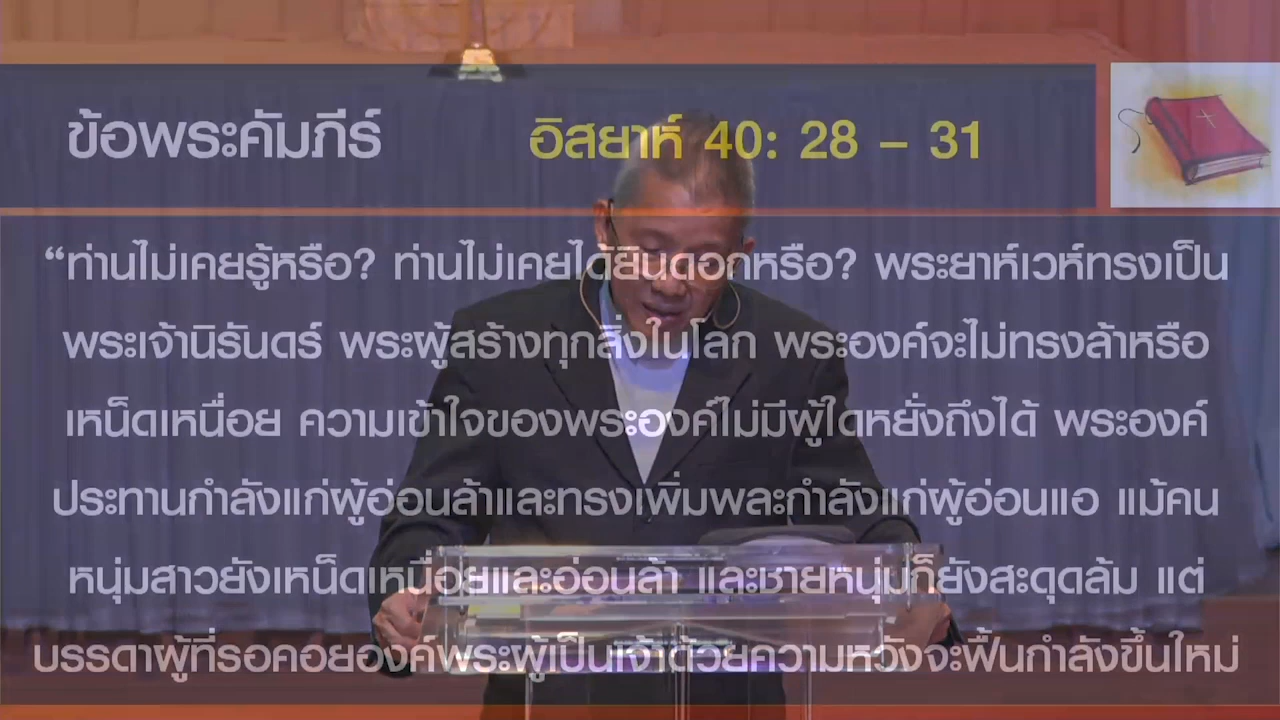 ข้อพระคัมภีร์ อิสยาห์ 40: 28 – 31
“ท่านไม่เคยรู้หรือ? ท่านไม่เคยได้ยินดอกหรือ? พระยาห์เวห์ทรงเป็น
พระเจ้านิรันดร์ พระผู้สร้างทุกสิ่งในโลก พระองค์จะไม่ทรงล้าหรือ
เหน็ดเหนื่อย ความเข้าใจของพระองค์ไม่มีผู้ใดหยั่งถึงได้ พระองค์
ประทานกำลังแก่ผู้อ่อนล้าและทรงเพิ่มพละกำลังแก่ผู้อ่อนแอ แม้คน
หนุ่มสาวยังเหน็ดเหนื่อยและอ่อนล้า และชายหนุ่มก็ยังสะดุดล้ม แต่
บรรดาผู้ที่รอคอยองค์พระผู้เป็นเจ้าด้วยความหวังจะฟื้นกำลังขึ้นใหม่